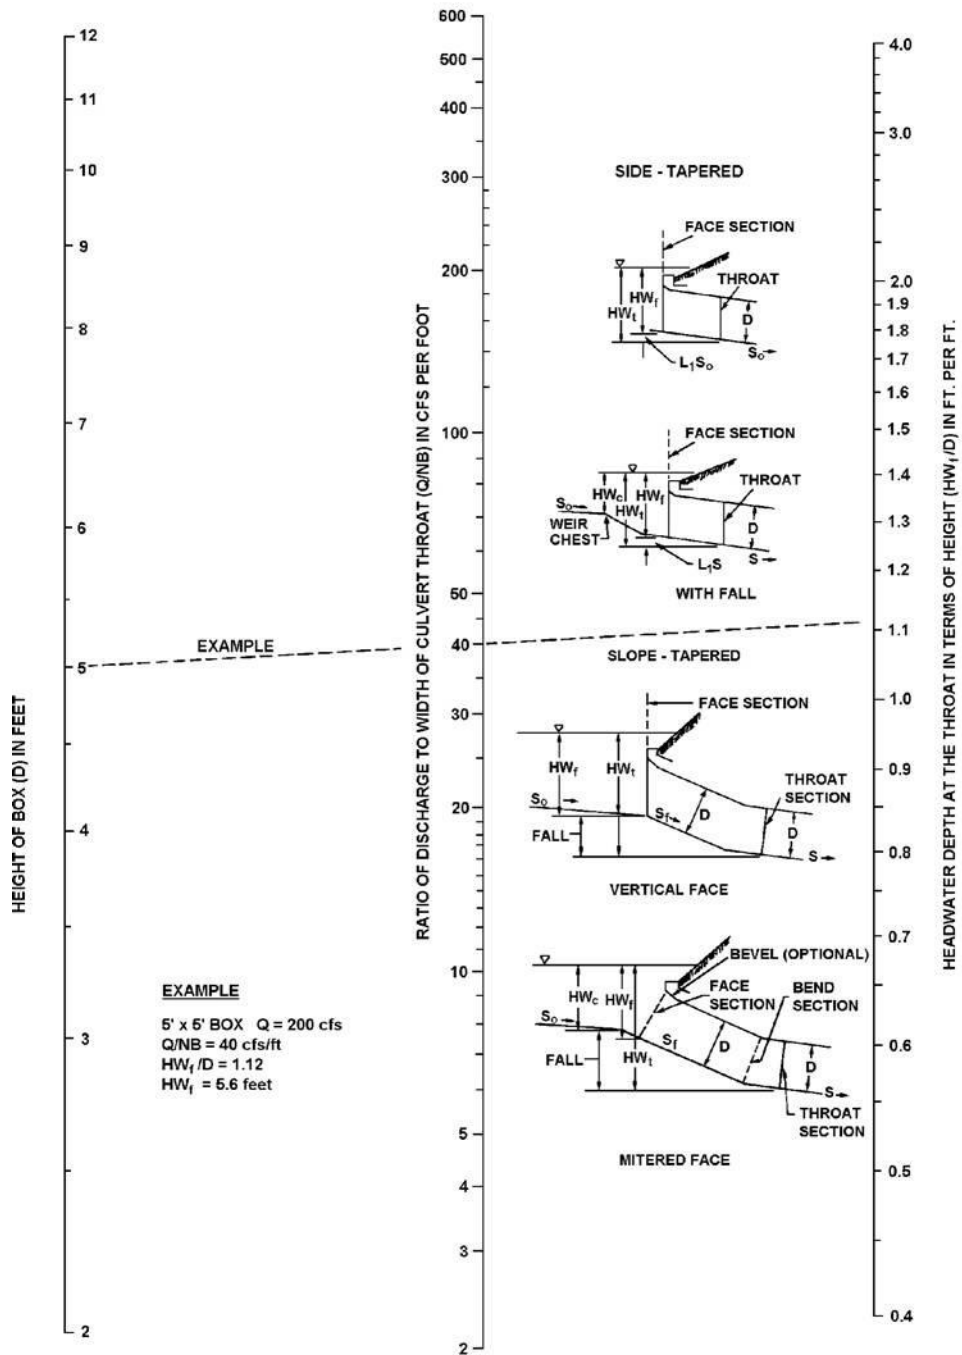 HEIGHT OF BOX (D) IN FEET
12
11
10
9
8
7
6
5
4
3
2
EXAMPLE
EXAMPLE
5' x 5' BOX Q = 200 cfs
Q/NB = 40 cfs/ft
HWf /D = 1.12
HWf = 5.6 feet
RATIO OF DISCHARGE TO WIDTH OF CULVERT THROAT (Q/NB) IN CFS PER FOOT
600
500
400
300
200
100
50
40
30
20
10
5
4
3
2
SIDE - TAPERED
FACE SECTION
THROAT
HWf
HWt
D
So
L1So
FACE SECTION
THROAT
So
HWc
HWf
HWt
WEIR
CHEST
D
S
L1S
WITH FALL
SLOPE - TAPERED
FACE SECTION
HWf
HWt
THROAT
SECTION
So
Sf
D
D
FALL
S
VERTICAL FACE
BEVEL (OPTIONAL)
FACE
SECTION
BEND
SECTION
HWc
HWf
So
Sf
D
D
FALL
HWt
S
THROAT
SECTION
MITERED FACE
4.0
3.0
2.0
1.9
1.8
1.7
1.6
1.5
1.4
1.3
1.2
1.1
1.0
0.9
0.8
0.7
0.6
0.5
0.4
HEADWATER DEPTH AT THE THROAT IN TERMS OF HEIGHT (HWf /D) IN FT. PER FT.